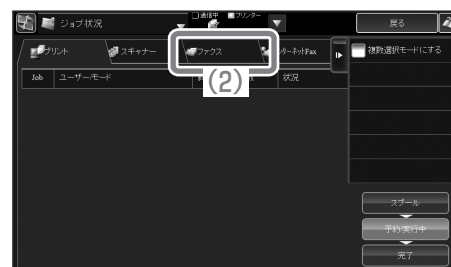 ジョブ状況
通信中
プリンター
戻る
プリント
スキャナー
ファクス
ターネットFax
複数選択モードにする
(2)
Job
ユーザー/モード
状況
スプール
予約/実行中
完了